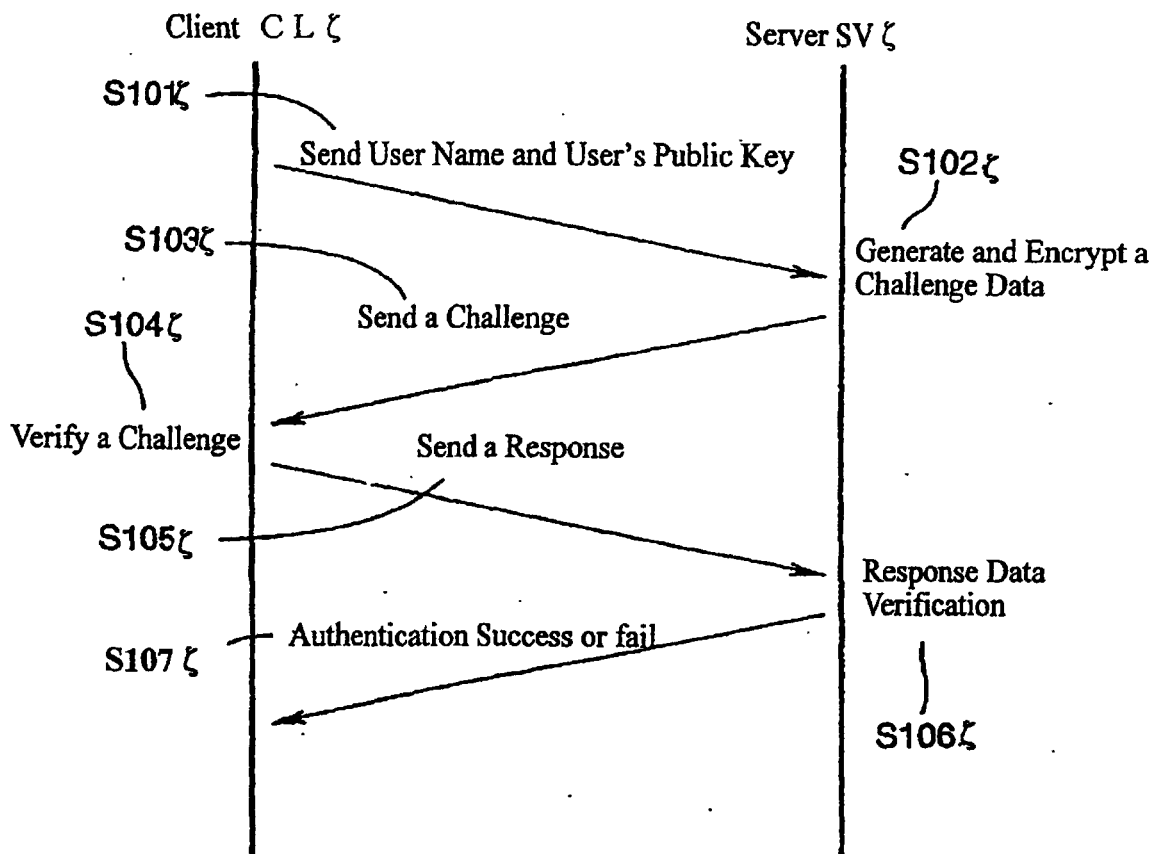 Client C L ζ
Server SV ζ
S101ζ
Send User Name and User's Public Key
S102ζ
S103ζ
Generate and Encrypt a
Challenge Data
Send a Challenge
S104ζ
Verify a Challenge
Send a Response
S105ζ
Response Data
Verification
Authentication Success or fail
S107 ζ
S106ζ